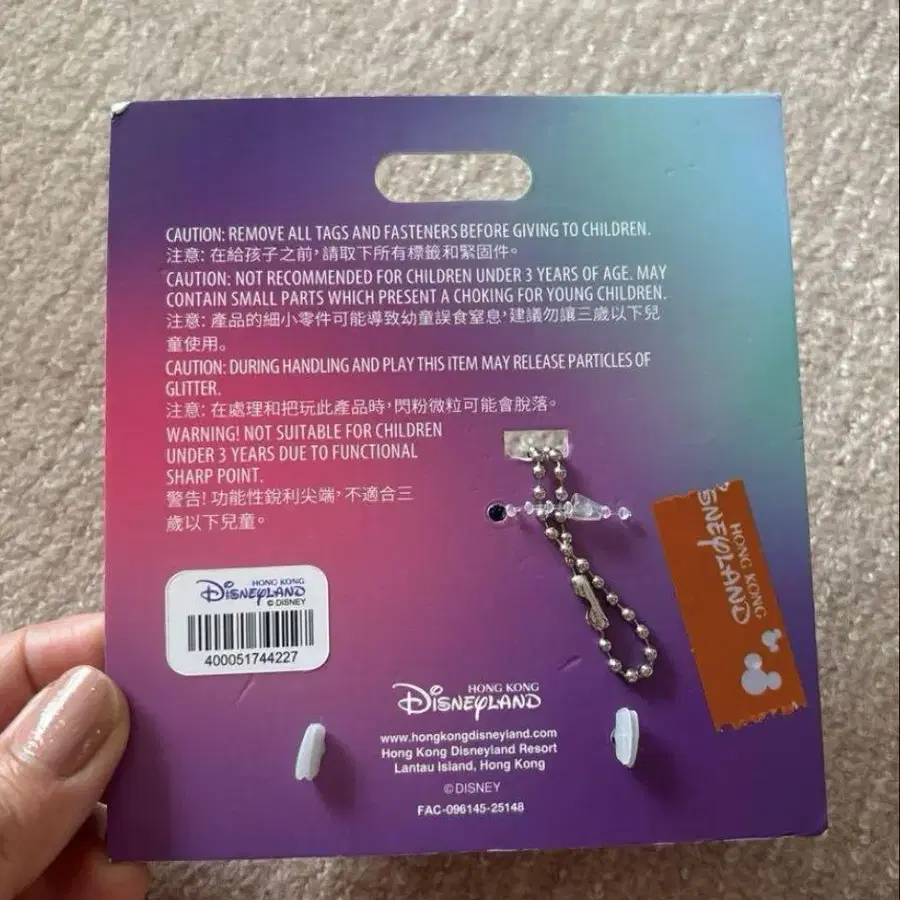 CAUTION: REMOVE ALL TAGS AND FASTENERS BEFORE GIVING TO CHILDREN.
注意: 在給孩子之前,請取下所有標籤和緊固件。
CAUTION: NOT RECOMMENDED FOR CHILDREN UNDER 3 YEARS OF AGE. MAY
CONTAIN SMALL PARTS WHICH PRESENT A CHOKING FOR YOUNG CHILDREN.
注意: 產品的細小零件可能導致幼童誤食窒息,建議勿讓三歲以下兒
童使用。
CAUTION: DURING HANDLING AND PLAY THIS ITEM MAY RELEASE PARTICLES OF
GLITTER.
注意: 在處理和把玩此產品時,閃粉微粒可能會脫落。
WARNING! NOT SUITABLE FOR CHILDREN
UNDER 3 YEARS DUE TO FUNCTIONAL
SHARP POINT.
警告! 功能性銳利尖端, 不適合三
歲以下兒童。
HONG KONG
DISNEYLAND
© DISNEY
400051744227
HONG KONG
SNEYLAND
HONG KONG
DISNEYLAND
www.hongkongdisneyland.com
Hong Kong Disneyland Resort
Lantau Island, Hong Kong
©DISNEY
FAC-096145-25148